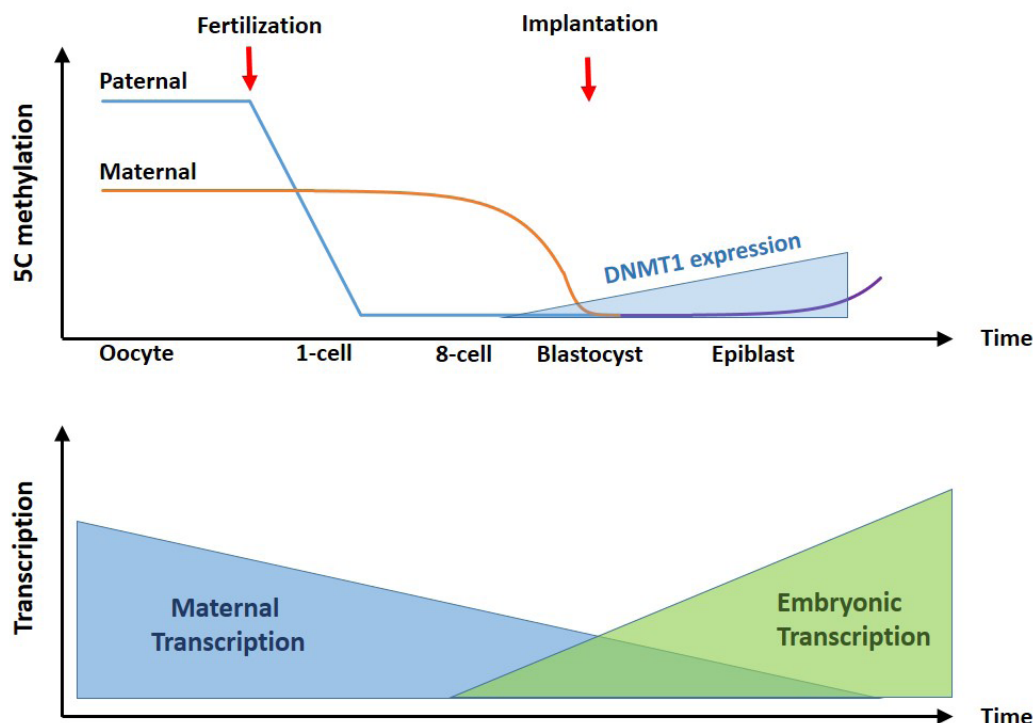 Fertilization
Implantation
Paternal
Maternal
5C methylation
DNMT1 expression
Time
Oocyte
1-cell
8-cell
Blastocyst
Epiblast
Transcription
Maternal
Transcription
Embryonic
Transcription
Time